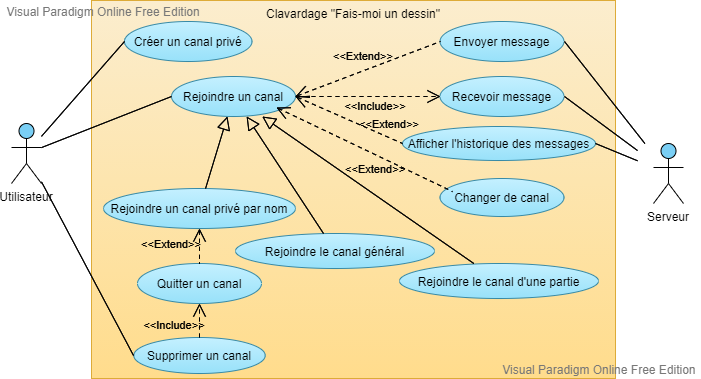 Visual Paradigm Online Free Edition
Clavardage "Fais-moi un dessin"
Créer un canal privé
Envoyer message
<<Extend>>
Rejoindre un canal
Recevoir message
<<Include>>
<<Extend>>
Afficher l'historique des messages
<<Extend>>
Changer de canal
Utilisateur
Serveur
Rejoindre un canal privé par nom
<<Extend>>
Rejoindre le canal général
Quitter un canal
Rejoindre le canal d'une partie
<<Include>>
Supprimer un canal
Visual Paradigm Online Free Edition